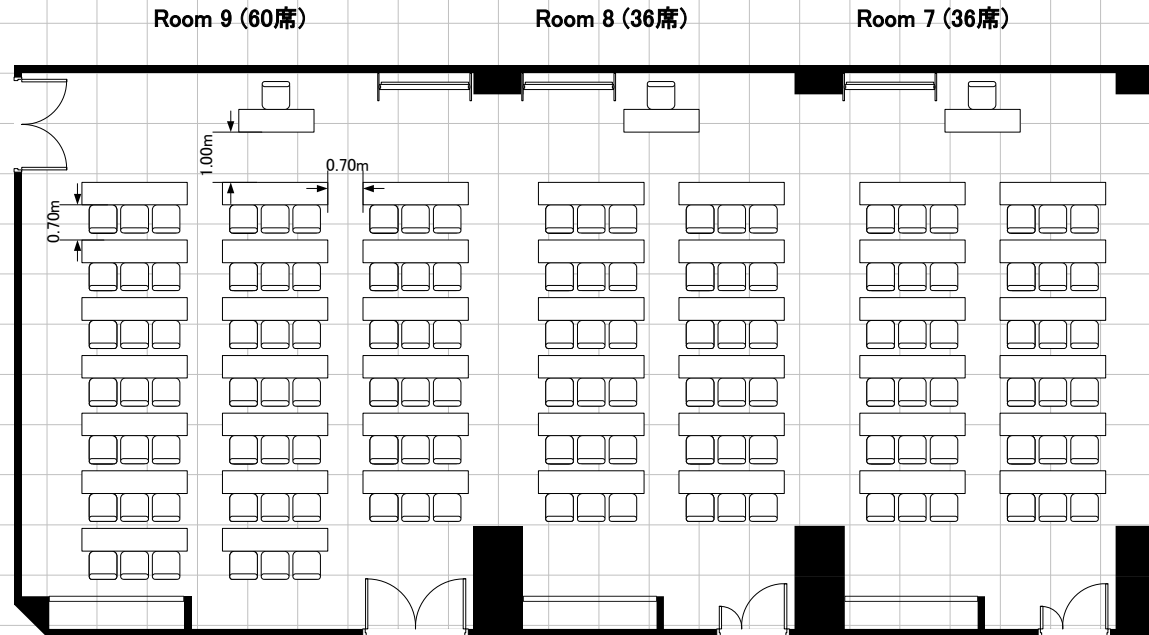 Room 9 (60席)
Room 8 (36席)
Room 7 (36席)
1.00m
0.70m
0.70m